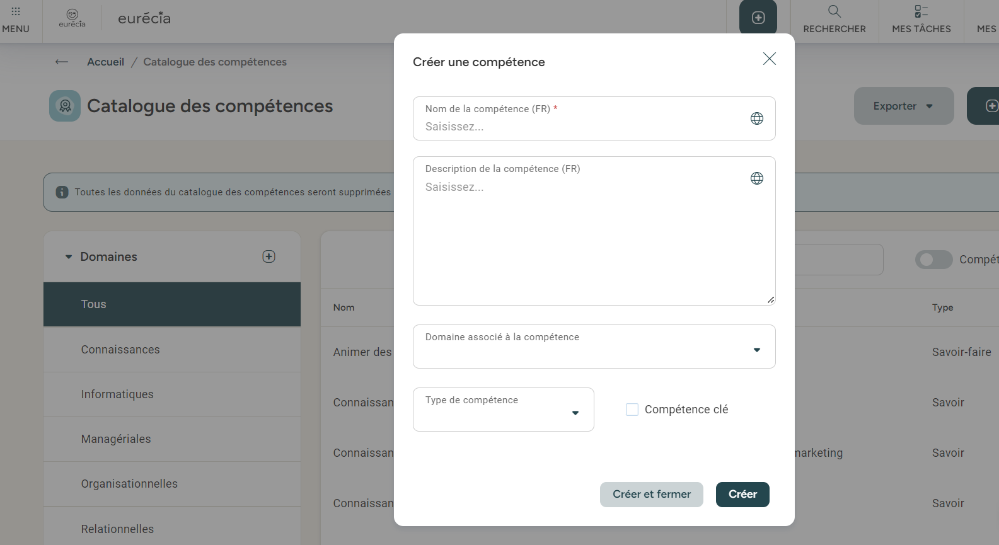 MENU
eurécia
eurécia
RECHERCHER
MES TÂCHES
MES
Accueil / Catalogue des compétences
Catalogue des compétences
Exporter
Toutes les données du catalogue des compétences seront supprimées
Domaines
Tous
Connaissances
Informatiques
Managériales
Organisationnelles
Relationnelles
Créer une compétence
Nom de la compétence (FR) *
Saisissez...
Description de la compétence (FR)
Saisissez...
Domaine associé à la compétence
Type de compétence
Compétence clé
Créer et fermer
Créer
Compét
Nom
Type
Animer des
Savoir-faire
Connaissan
Savoir
Connaissan
marketing
Savoir
Connaissan
Savoir